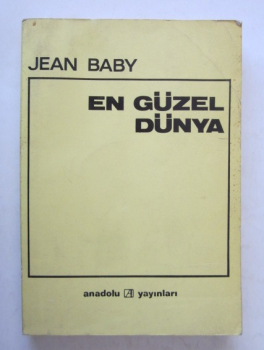 JEAN BABY
EN GÜZEL
DÜNYA
anadolu A yayınları